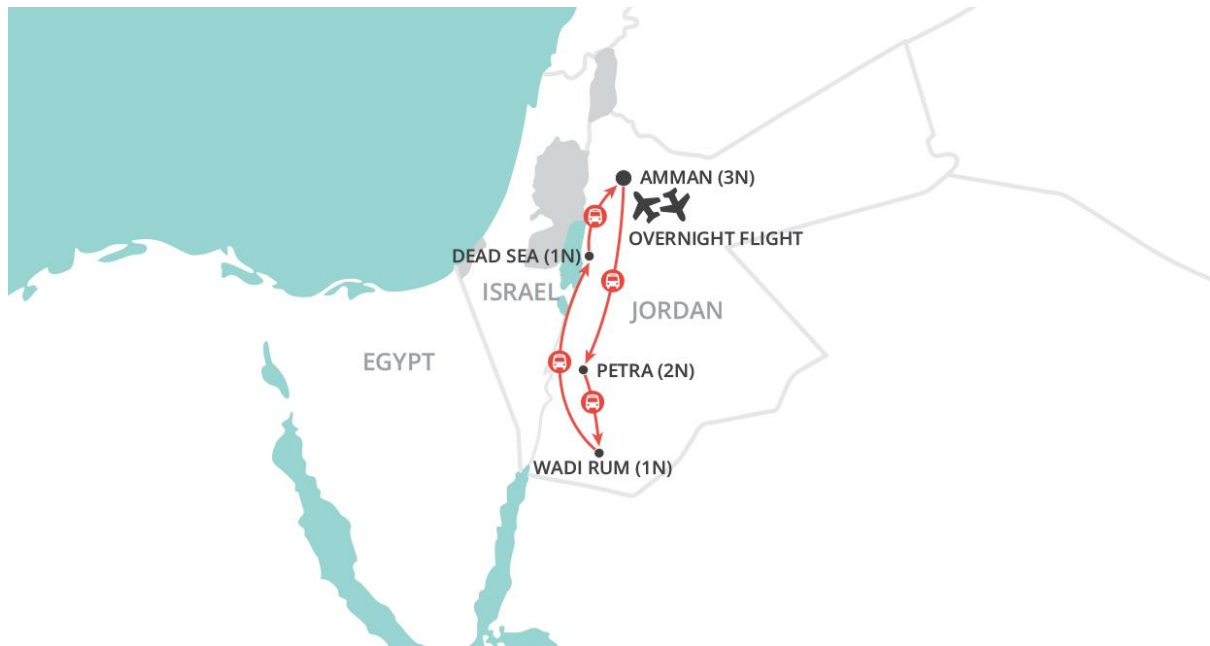 AMMAN (3N)
OVERNIGHT FLIGHT
DEAD SEA (1N)
ISRAEL
JORDAN
EGYPT
PETRA (2N)
WADI RUM (1N)